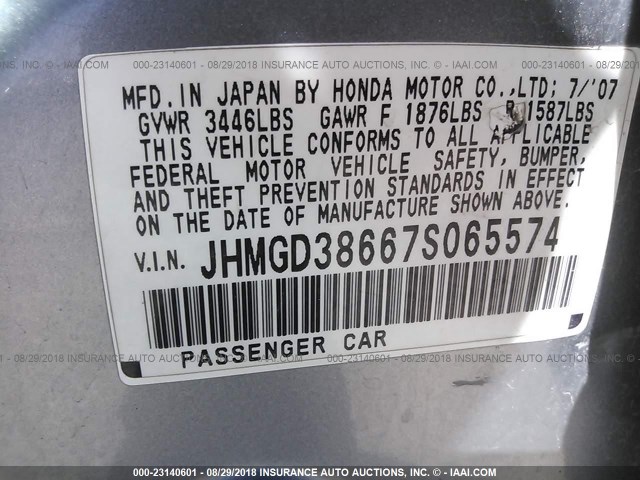 000-23140601 - 08/29/2018 INSURANCE AUTO AUCTIONS © - IAAI.COM
MFD. IN JAPAN BY HONDA MOTOR CO.,LTD; 7/'07
GVWR 3446LBS GAWR F 1876LBS R 1587LBS
THIS VEHICLE CONFORMS TO ALL APPLICABLE
FEDERAL MOTOR VEHICLE SAFETY, BUMPER,
AND THEFT PREVENTION STANDARDS IN EFFECT
ON THE DATE OF MANUFACTURE SHOWN ABOVE.
V.I.N. JHMGD38667S065574
000-23140601 - 08/29/2018 INSURANCE AUTO AUCTIONS © - IAAI.COM
PASSENGER CAR
000-23140601 - 08/29/2018 INSURANCE AUTO AUCTIONS © - IAAI.COM